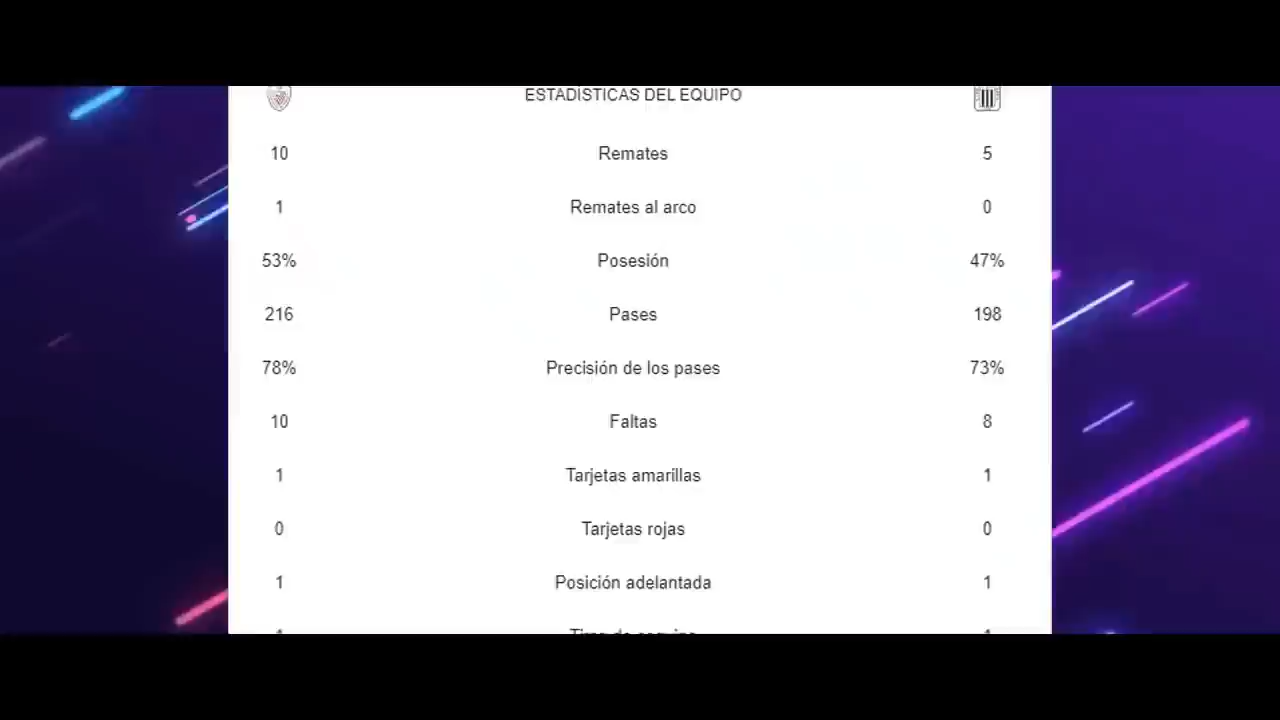 ESTADÍSTICAS DEL EQUIPO
10 Remates 5
1 Remates al arco 0
53% Posesión 47%
216 Pases 198
78% Precisión de los pases 73%
10 Faltas 8
1 Tarjetas amarillas 1
0 Tarjetas rojas 0
1 Posición adelantada 1